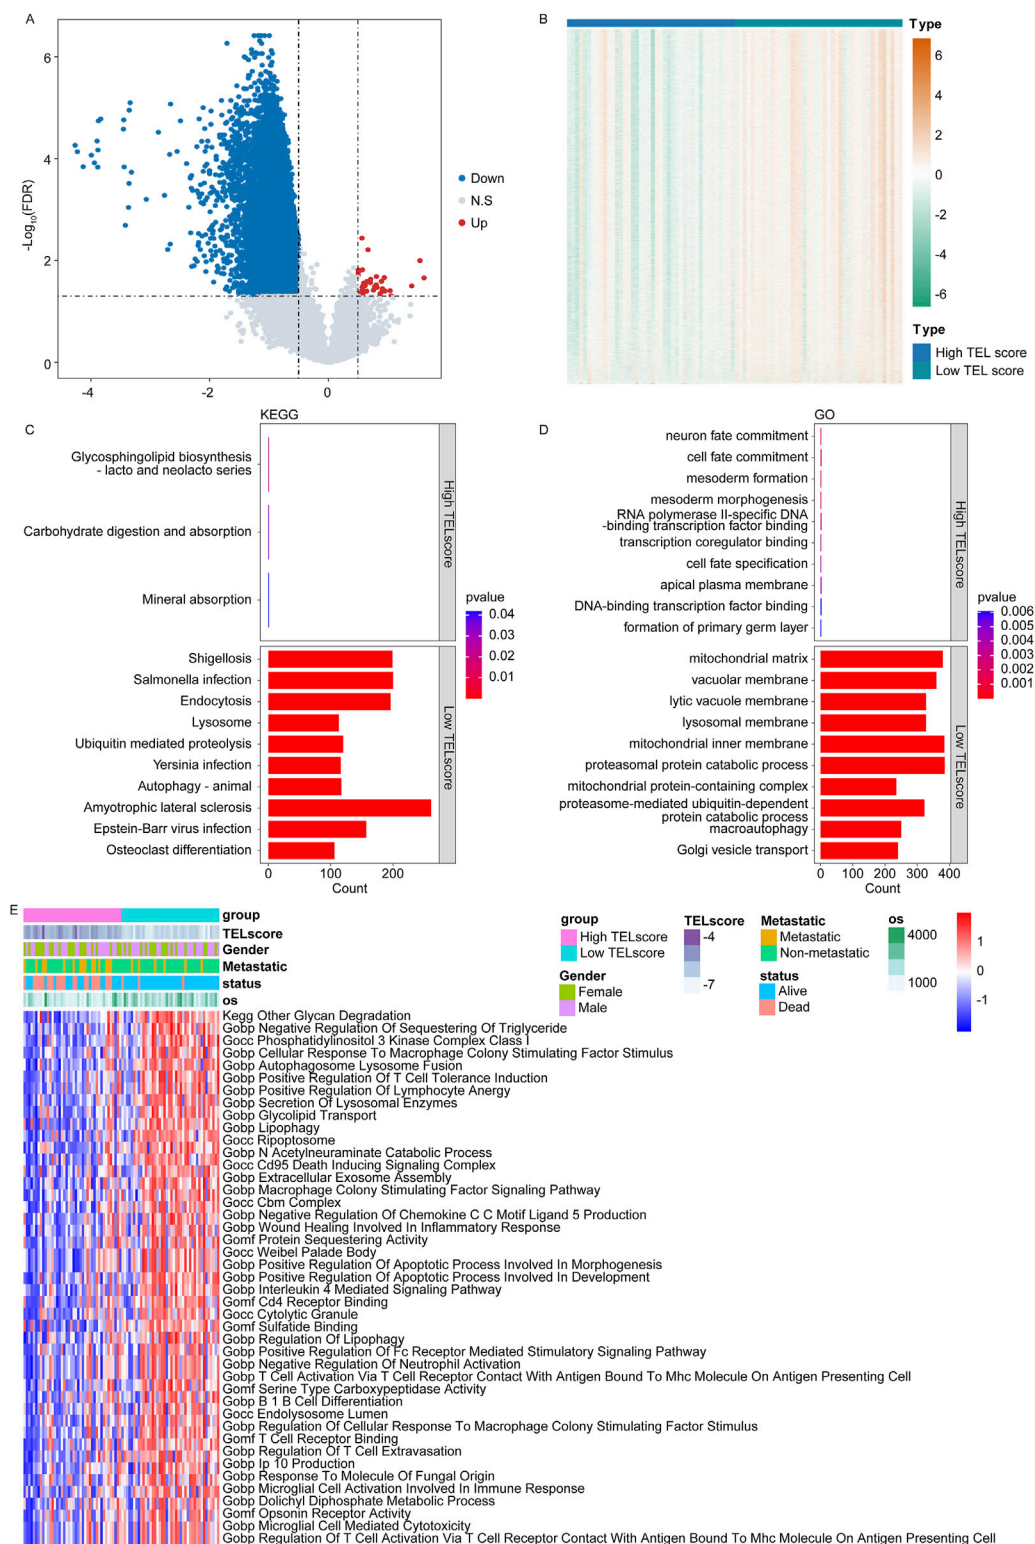 A
-Log10(FDR)
6
4
2
0
-4
-2
0
Down
N.S
Up
B
Type
6
4
2
0
-2
-4
-6
Type
High TEL score
Low TEL score
C
KEGG
Glycosphingolipid biosynthesis
- lacto and neolacto series
Carbohydrate digestion and absorption
Mineral absorption
High TELscore
Shigellosis
Salmonella infection
Endocytosis
Lysosome
Ubiquitin mediated proteolysis
Yersinia infection
Autophagy - animal
Amyotrophic lateral sclerosis
Epstein-Barr virus infection
Osteoclast differentiation
Low TELscore
0
100
200
Count
pvalue
0.04
0.03
0.02
0.01
D
GO
neuron fate commitment
cell fate commitment
mesoderm formation
mesoderm morphogenesis
RNA polymerase II-specific DNA
-binding transcription factor binding
transcription coregulator binding
cell fate specification
apical plasma membrane
DNA-binding transcription factor binding
formation of primary germ layer
High TELscore
mitochondrial matrix
vacuolar membrane
lytic vacuole membrane
lysosomal membrane
mitochondrial inner membrane
proteasomal protein catabolic process
mitochondrial protein-containing complex
proteasome-mediated ubiquitin-dependent
protein catabolic process
macroautophagy
Golgi vesicle transport
Low TELscore
0
100
200
300
400
Count
pvalue
0.006
0.005
0.004
0.003
0.002
0.001
E
group
TELscore
Gender
Metastatic
status
os
group
High TELscore
Low TELscore
Gender
Female
Male
TELscore
-4
-7
Metastatic
Metastatic
Non-metastatic
status
Alive
Dead
os
4000
1000
1
0
-1
Kegg Other Glycan Degradation
Gobp Negative Regulation Of Sequestering Of Triglyceride
Gocc Phosphatidylinositol 3 Kinase Complex Class I
Gobp Cellular Response To Macrophage Colony Stimulating Factor Stimulus
Gobp Autophagosome Lysosome Fusion
Gobp Positive Regulation Of T Cell Tolerance Induction
Gobp Positive Regulation Of Lymphocyte Anergy
Gobp Secretion Of Lysosomal Enzymes
Gobp Glycolipid Transport
Gobp Lipophagy
Gocc Ripoptosome
Gobp N Acetylneuraminate Catabolic Process
Gocc Cd95 Death Inducing Signaling Complex
Gobp Extracellular Exosome Assembly
Gobp Macrophage Colony Stimulating Factor Signaling Pathway
Gocc Cbm Complex
Gobp Negative Regulation Of Chemokine C C Motif Ligand 5 Production
Gobp Wound Healing Involved In Inflammatory Response
Gomf Protein Sequestering Activity
Gocc Weibel Palade Body
Gobp Positive Regulation Of Apoptotic Process Involved In Morphogenesis
Gobp Positive Regulation Of Apoptotic Process Involved In Development
Gobp Interleukin 4 Mediated Signaling Pathway
Gomf Cd4 Receptor Binding
Gocc Cytolytic Granule
Gomf Sulfatide Binding
Gobp Regulation Of Lipophagy
Gobp Positive Regulation Of Fc Receptor Mediated Stimulatory Signaling Pathway
Gobp Negative Regulation Of Neutrophil Activation
Gobp T Cell Activation Via T Cell Receptor Contact With Antigen Bound To Mhc Molecule On Antigen Presenting Cell
Gomf Serine Type Carboxypeptidase Activity
Gobp B 1 B Cell Differentiation
Gocc Endolysosome Lumen
Gobp Regulation Of Cellular Response To Macrophage Colony Stimulating Factor Stimulus
Gomf T Cell Receptor Binding
Gobp Regulation Of T Cell Extravasation
Gobp Ip 10 Production
Gobp Response To Molecule Of Fungal Origin
Gobp Microglial Cell Activation Involved In Immune Response
Gobp Dolichyl Diphosphate Metabolic Process
Gomf Opsonin Receptor Activity
Gobp Microglial Cell Mediated Cytotoxicity
Gobp Regulation Of T Cell Activation Via T Cell Receptor Contact With Antigen Bound To Mhc Molecule On Antigen Presenting Cell